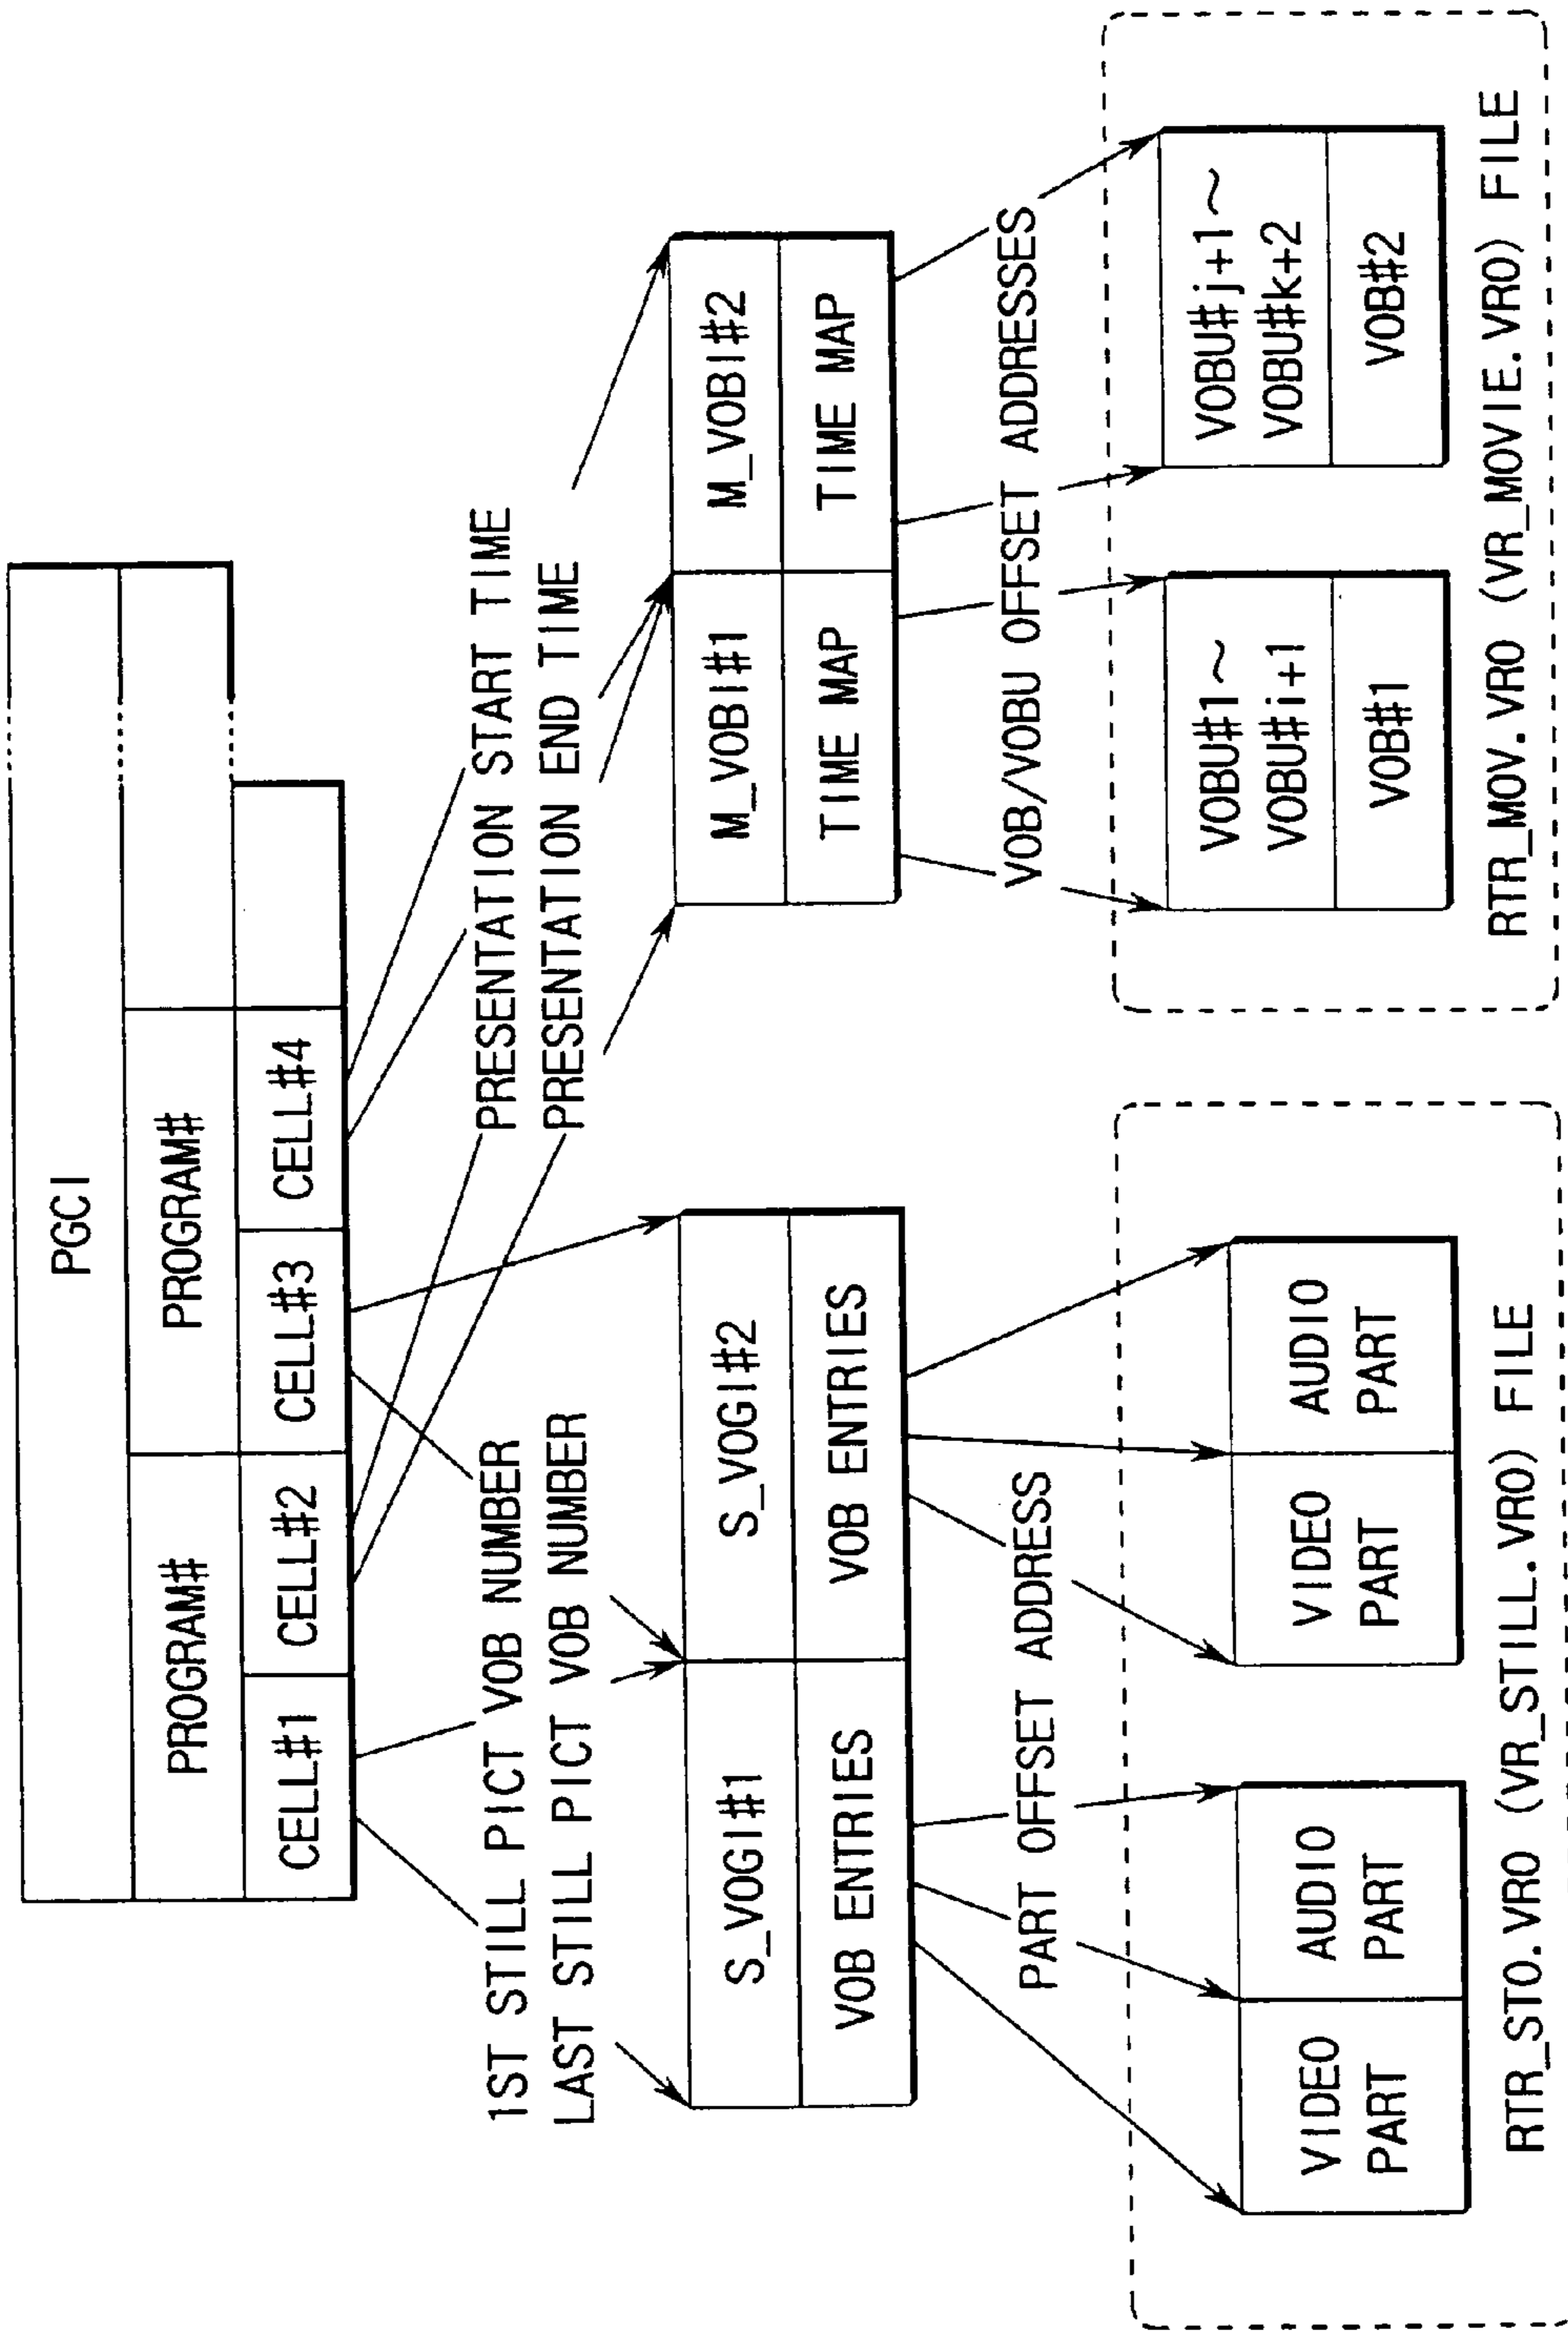 PGCI
PROGRAM#
PROGRAM#
CELL#1
CELL#2
CELL#3
CELL#4
1ST STILL PICT VOB NUMBER
LAST STILL PICT VOB NUMBER
PRESENTATION START TIME
PRESENTATION END TIME
S_VOGI#1
S_VOGI#2
VOB ENTRIES
VOB ENTRIES
M_VOBI#1
M_VOBI#2
TIME MAP
TIME MAP
PART OFFSET ADDRESS
VOB/VOBU OFFSET ADDRESSES
VIDEO
PART
AUDIO
PART
VIDEO
PART
AUDIO
PART
VOBU#1~
VOBU#i+1
VOB#1
VOBU#j+1~
VOBU#k+2
VOB#2
RTR_STO.VRO (VR_STILL.VRO) FILE
RTR_MOV.VRO (VR_MOVIE.VRO) FILE